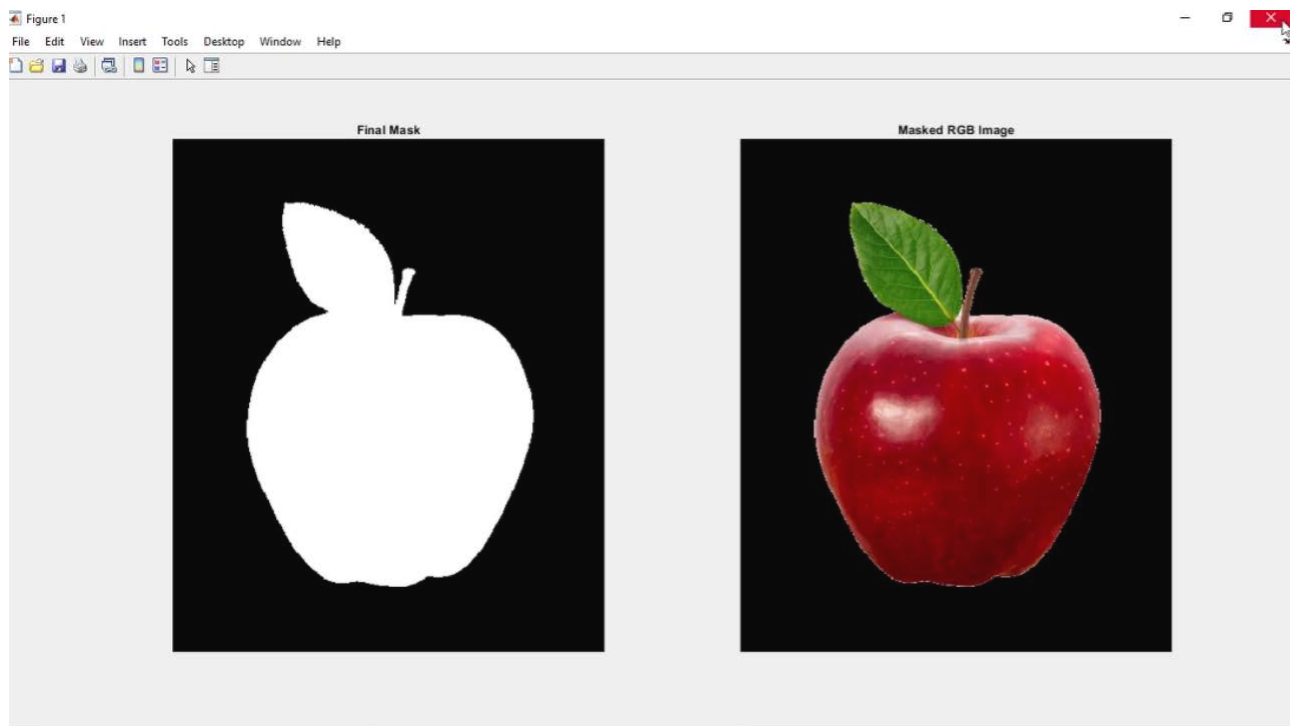 Figure 1
File Edit View Insert Tools Desktop Window Help
Final Mask
Masked RGB Image